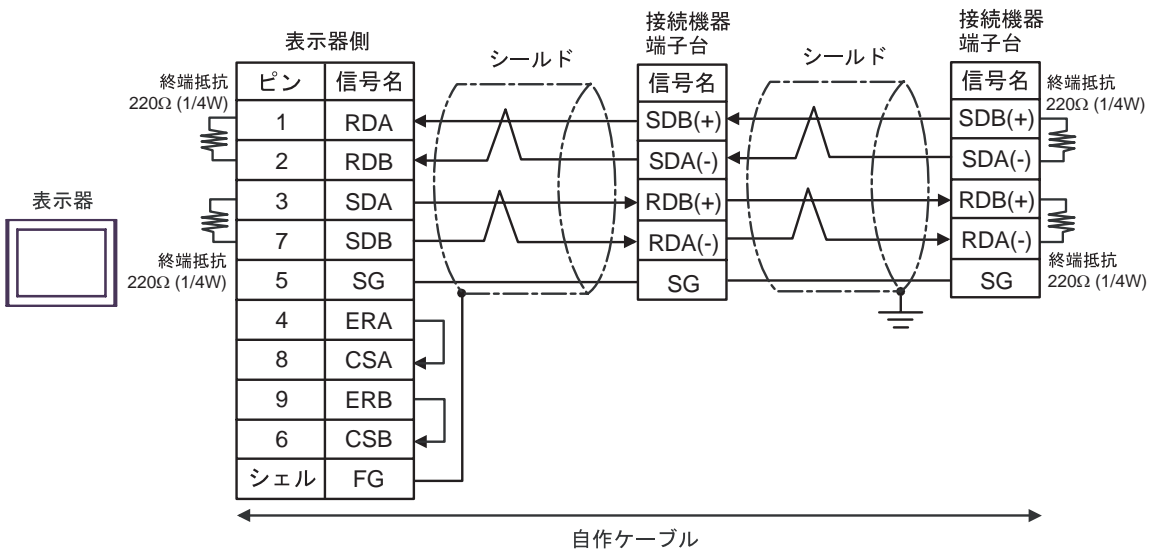 表示器
表示器側
終端抵抗
220Ω (1/4W)
終端抵抗
220Ω (1/4W)
ピン 信号名
1 RDA
2 RDB
3 SDA
7 SDB
5 SG
4 ERA
8 CSA
9 ERB
6 CSB
シェル FG
シールド
接続機器
端子台
信号名
SDB(+)
SDA(-)
RDB(+)
RDA(-)
SG
シールド
接続機器
端子台
信号名
SDB(+)
SDA(-)
RDB(+)
RDA(-)
SG
終端抵抗
220Ω (1/4W)
終端抵抗
220Ω (1/4W)
自作ケーブル